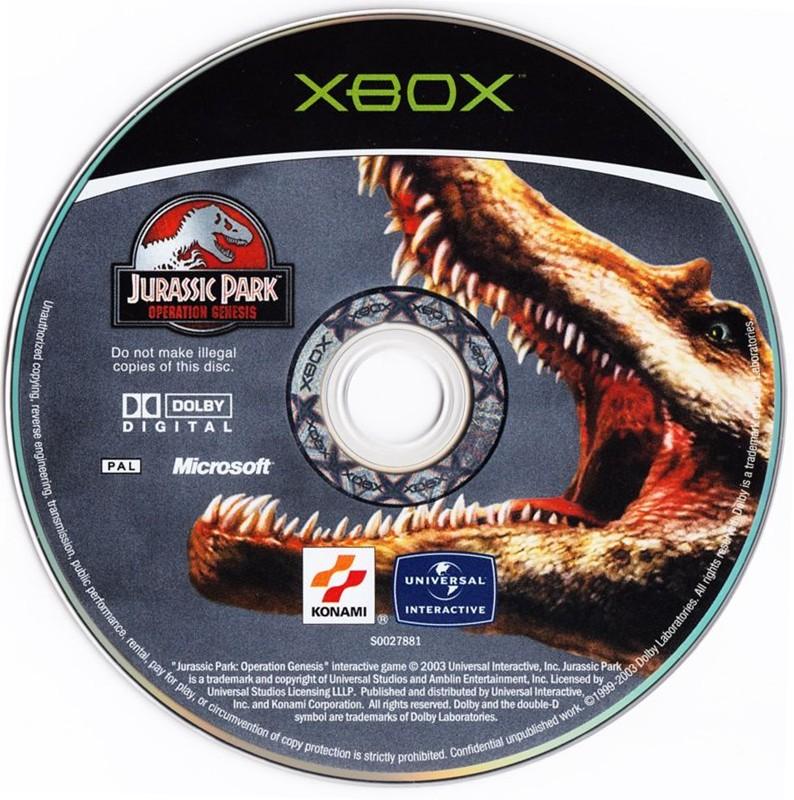 XBOX™
JURASSIC PARK
OPERATION GENESIS
Do not make illegal
copies of this disc.
DOLBY
DIGITAL
PAL
Microsoft®
XBOX
XBOX
XBOX
XBOX
XBOX
XBOX
KONAMI®
UNIVERSAL
INTERACTIVE
S0027881
"Jurassic Park: Operation Genesis" interactive game © 2003 Universal Interactive, Inc. Jurassic Park
is a trademark and copyright of Universal Studios and Amblin Entertainment, Inc. Licensed by
Universal Studios Licensing LLLP. Published and distributed by Universal Interactive,
Inc. and Konami Corporation. All rights reserved. Dolby and the double-D
symbol are trademarks of Dolby Laboratories.
Unauthorized copying, reverse engineering, transmission, public performance, rental, pay for play, or circumvention of copy protection is strictly prohibited. Confidential unpublished work. ©1999-2003 Dolby Laboratories. All rights reserved. Dolby is a trademark of Dolby Laboratories.